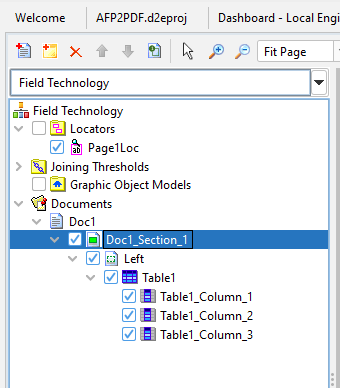 Welcome AFP2PDF.d2eproj Dashboard - Local Engi
Fit Page
Field Technology
Field Technology
Locators
Page1Loc
Joining Thresholds
Graphic Object Models
Documents
Doc1
Doc1_Section_1
Left
Table1
Table1_Column_1
Table1_Column_2
Table1_Column_3